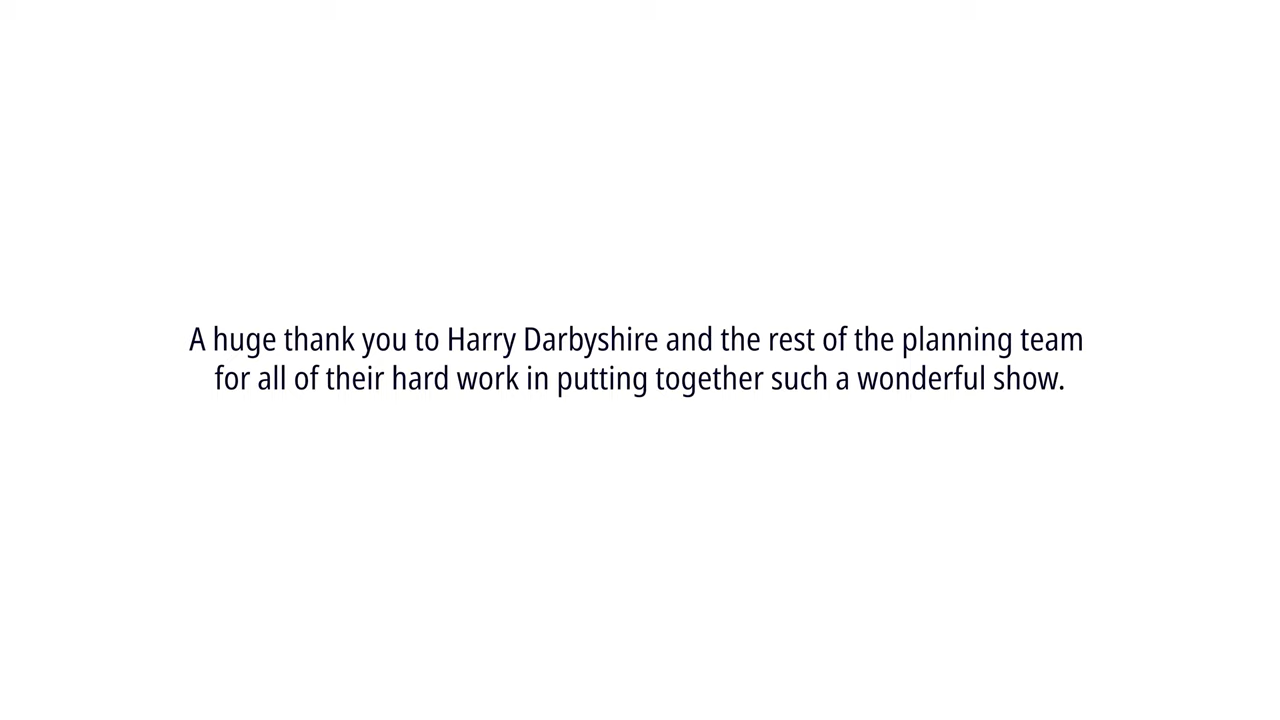 A huge thank you to Harry Darbyshire and the rest of the planning team
for all of their hard work in putting together such a wonderful show.